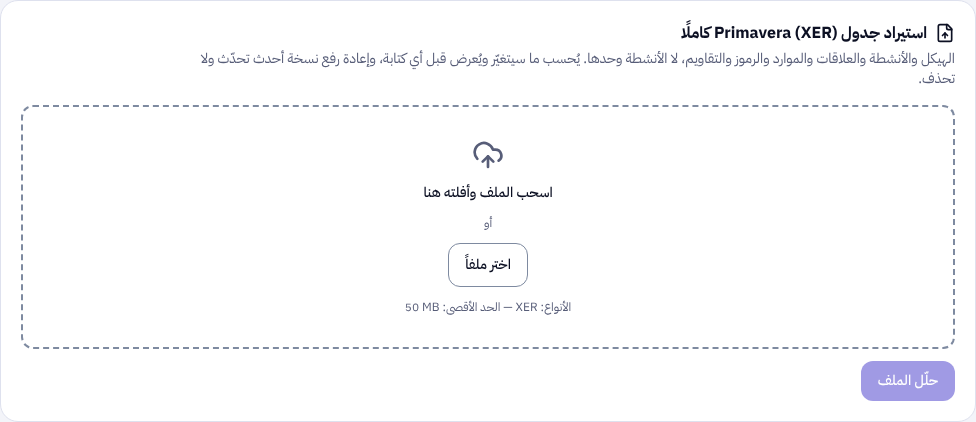 استيراد جدول Primavera (XER) كاملًا
الهيكل والأنشطة والعلاقات والموارد والرموز والتقاويم، لا الأنشطة وحدها. يُحسب ما سيتغيّر ويُعرض قبل أي كتابة، وإعادة رفع نسخة أحدث تحدّث ولا
تحذف.
اسحب الملف وأفلته هنا
أو
اختر ملفاً
الأنواع: XER — الحد الأقصى: 50 MB
حلّل الملف